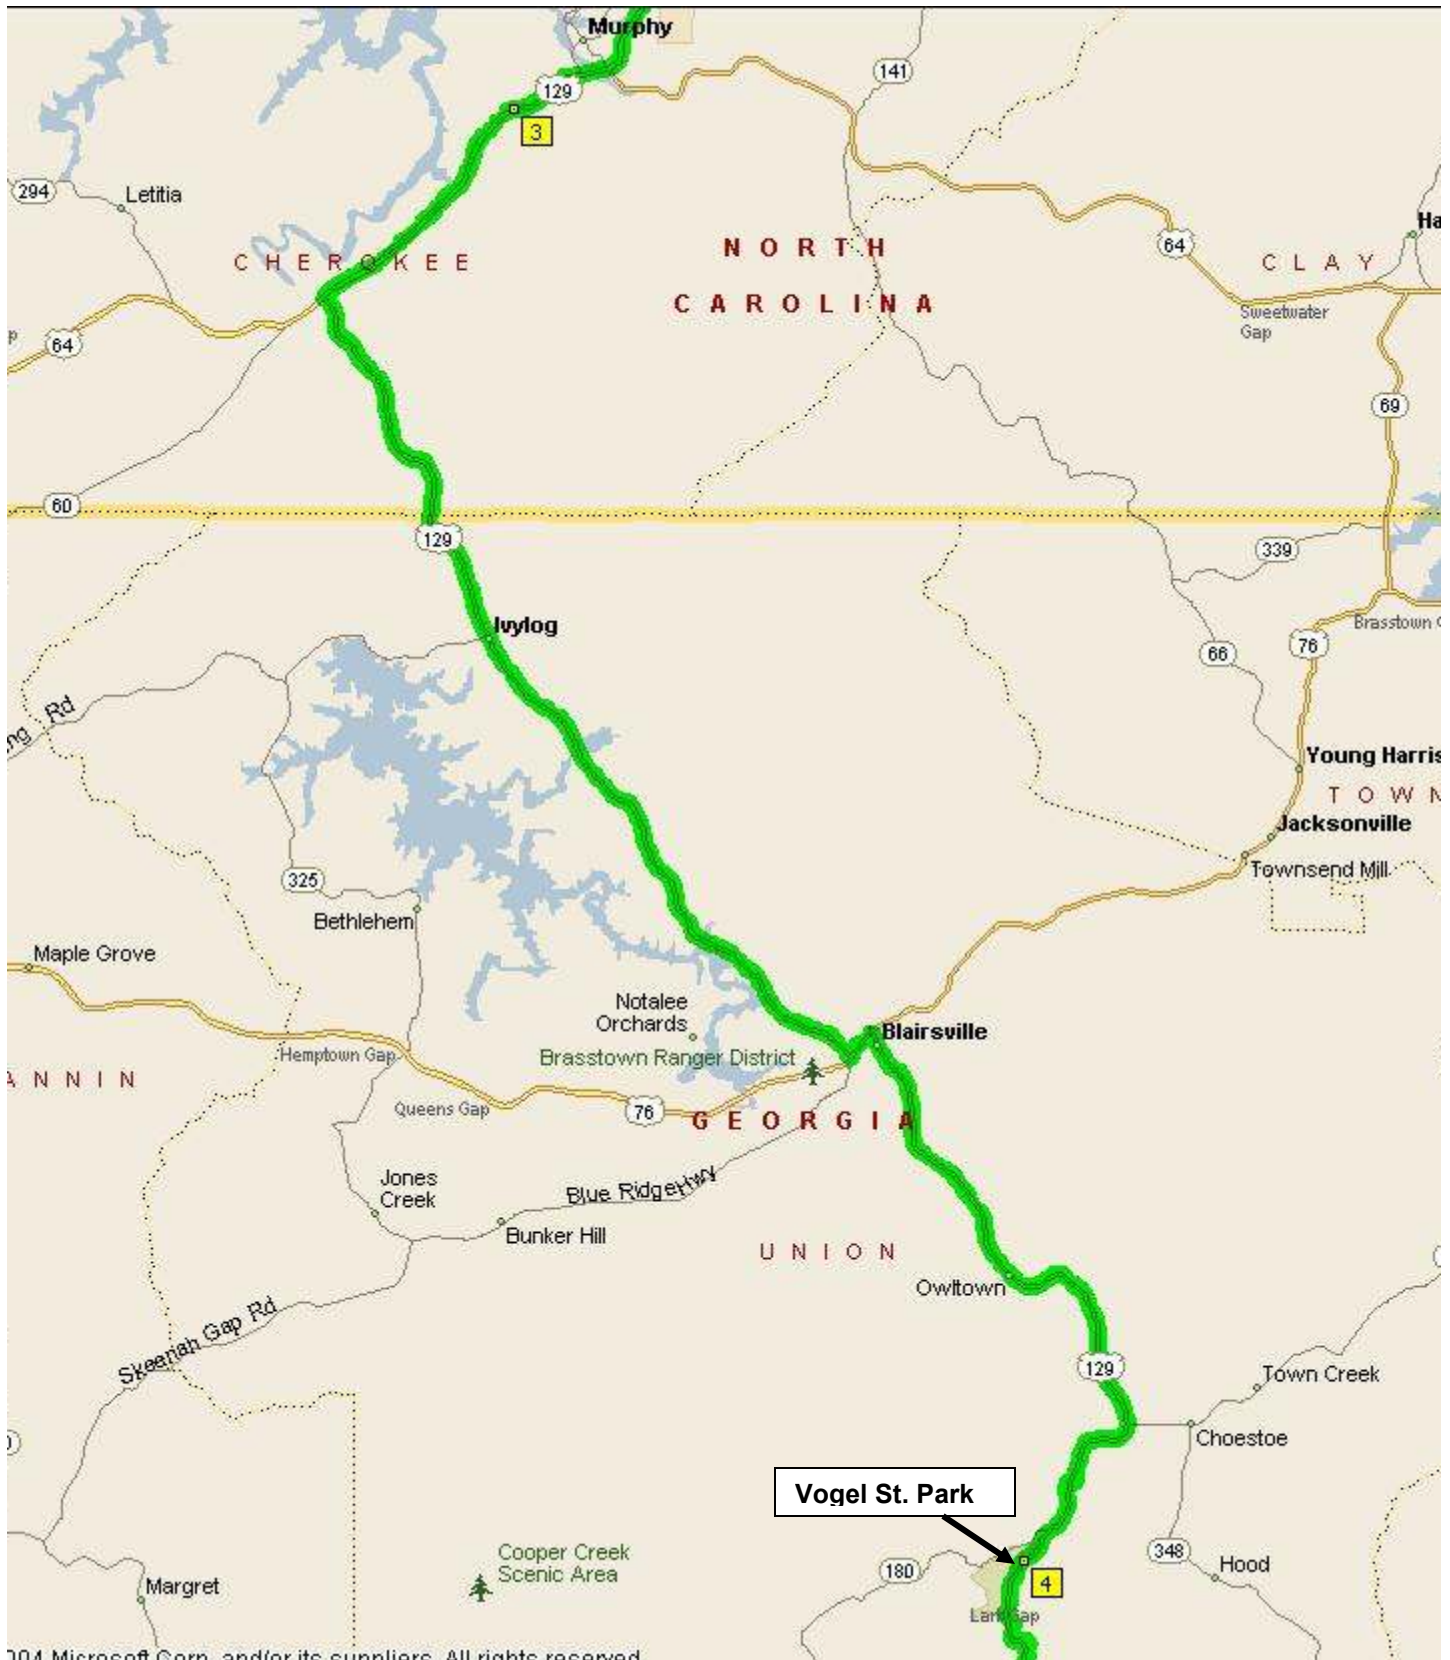 Murphy
129
141
3
294
Letitia
NORTH
CAROLINA
CHEROKEE
64
CLAY
Ha
Sweetwater
Gap
64
69
60
129
339
Ivylog
Brasstown
76
66
ng Rd
Young Harris
TOWN
Jacksonville
Townsend Mill
325
Bethlehem
Maple Grove
Notalee
Orchards
Blairsville
Hemptown Gap
Brasstown Ranger District
ANNIN
Queens Gap
76
GEORGIA
Jones
Creek
Blue Ridge Hwy
Bunker Hill
UNION
Owltown
Skeenah Gap Rd
129
Town Creek
Choestoe
Vogel St. Park
Cooper Creek
Scenic Area
180
348
Hood
4
Margret
Gap
004 Microsoft Corp. and/or its suppliers. All rights reserved